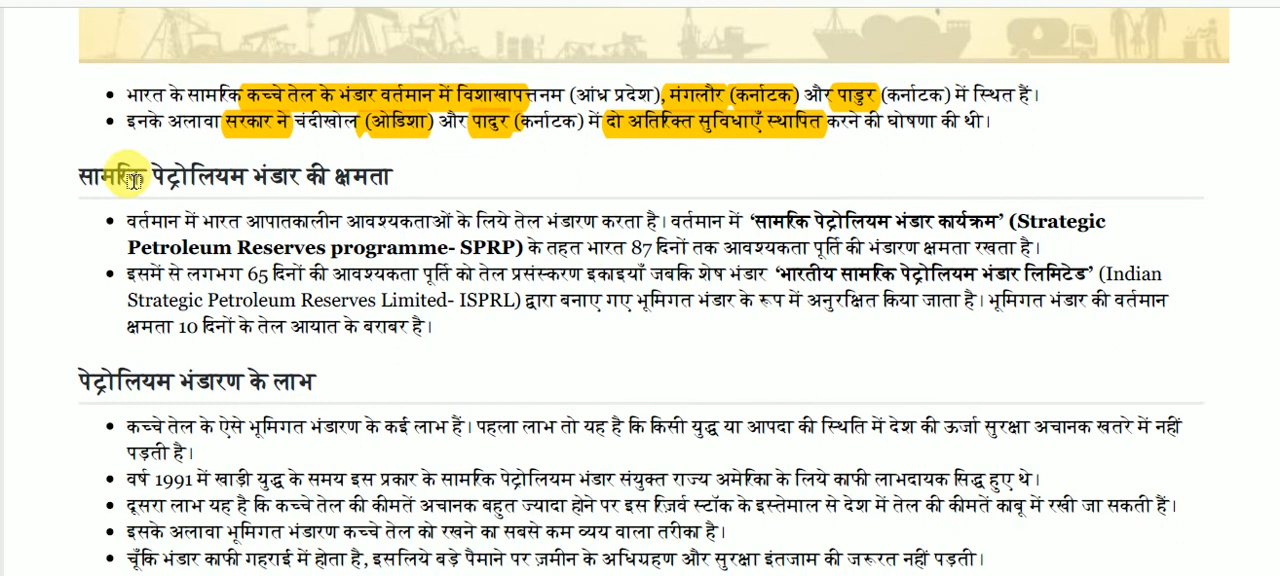 भारत के सामरिक कच्चे तेल के भंडार वर्तमान में विशाखापत्तनम (आंध्र प्रदेश), मंगलौर (कर्नाटक) और पाडुर (कर्नाटक) में स्थित हैं।
इनके अलावा सरकार ने चंदीखोल (ओडिशा) और पादुर (कर्नाटक) में दो अतिरिक्त सुविधाएँ स्थापित करने की घोषणा की थी।
सामरिक पेट्रोलियम भंडार की क्षमता
वर्तमान में भारत आपातकालीन आवश्यकताओं के लिये तेल भंडारण करता है। वर्तमान में ‘सामरिक पेट्रोलियम भंडार कार्यक्रम’ (Strategic
Petroleum Reserves programme- SPRP) के तहत भारत 87 दिनों तक आवश्यकता पूर्ति की भंडारण क्षमता रखता है।
इसमें से लगभग 65 दिनों की आवश्यकता पूर्ति को तेल प्रसंस्करण इकाइयाँ जबकि शेष भंडार ‘भारतीय सामरिक पेट्रोलियम भंडार लिमिटेड’ (Indian
Strategic Petroleum Reserves Limited- ISPRL) द्वारा बनाए गए भूमिगत भंडार के रूप में अनुरक्षित किया जाता है। भूमिगत भंडार की वर्तमान
क्षमता 10 दिनों के तेल आयात के बराबर है।
पेट्रोलियम भंडारण के लाभ
कच्चे तेल के ऐसे भूमिगत भंडारण के कई लाभ हैं। पहला लाभ तो यह है कि किसी युद्ध या आपदा की स्थिति में देश की ऊर्जा सुरक्षा अचानक खतरे में नहीं
पड़ती है।
वर्ष 1991 में खाड़ी युद्ध के समय इस प्रकार के सामरिक पेट्रोलियम भंडार संयुक्त राज्य अमेरिका के लिये काफी लाभदायक सिद्ध हुए थे।
दूसरा लाभ यह है कि कच्चे तेल की कीमतें अचानक बहुत ज्यादा होने पर इस रिज़र्व स्टॉक के इस्तेमाल से देश में तेल की कीमतें काबू में रखी जा सकती हैं।
इसके अलावा भूमिगत भंडारण कच्चे तेल को रखने का सबसे कम व्यय वाला तरीका है।
चूँकि भंडार काफी गहराई में होता है, इसलिये बड़े पैमाने पर ज़मीन के अधिग्रहण और सुरक्षा इंतजाम की जरूरत नहीं पड़ती।